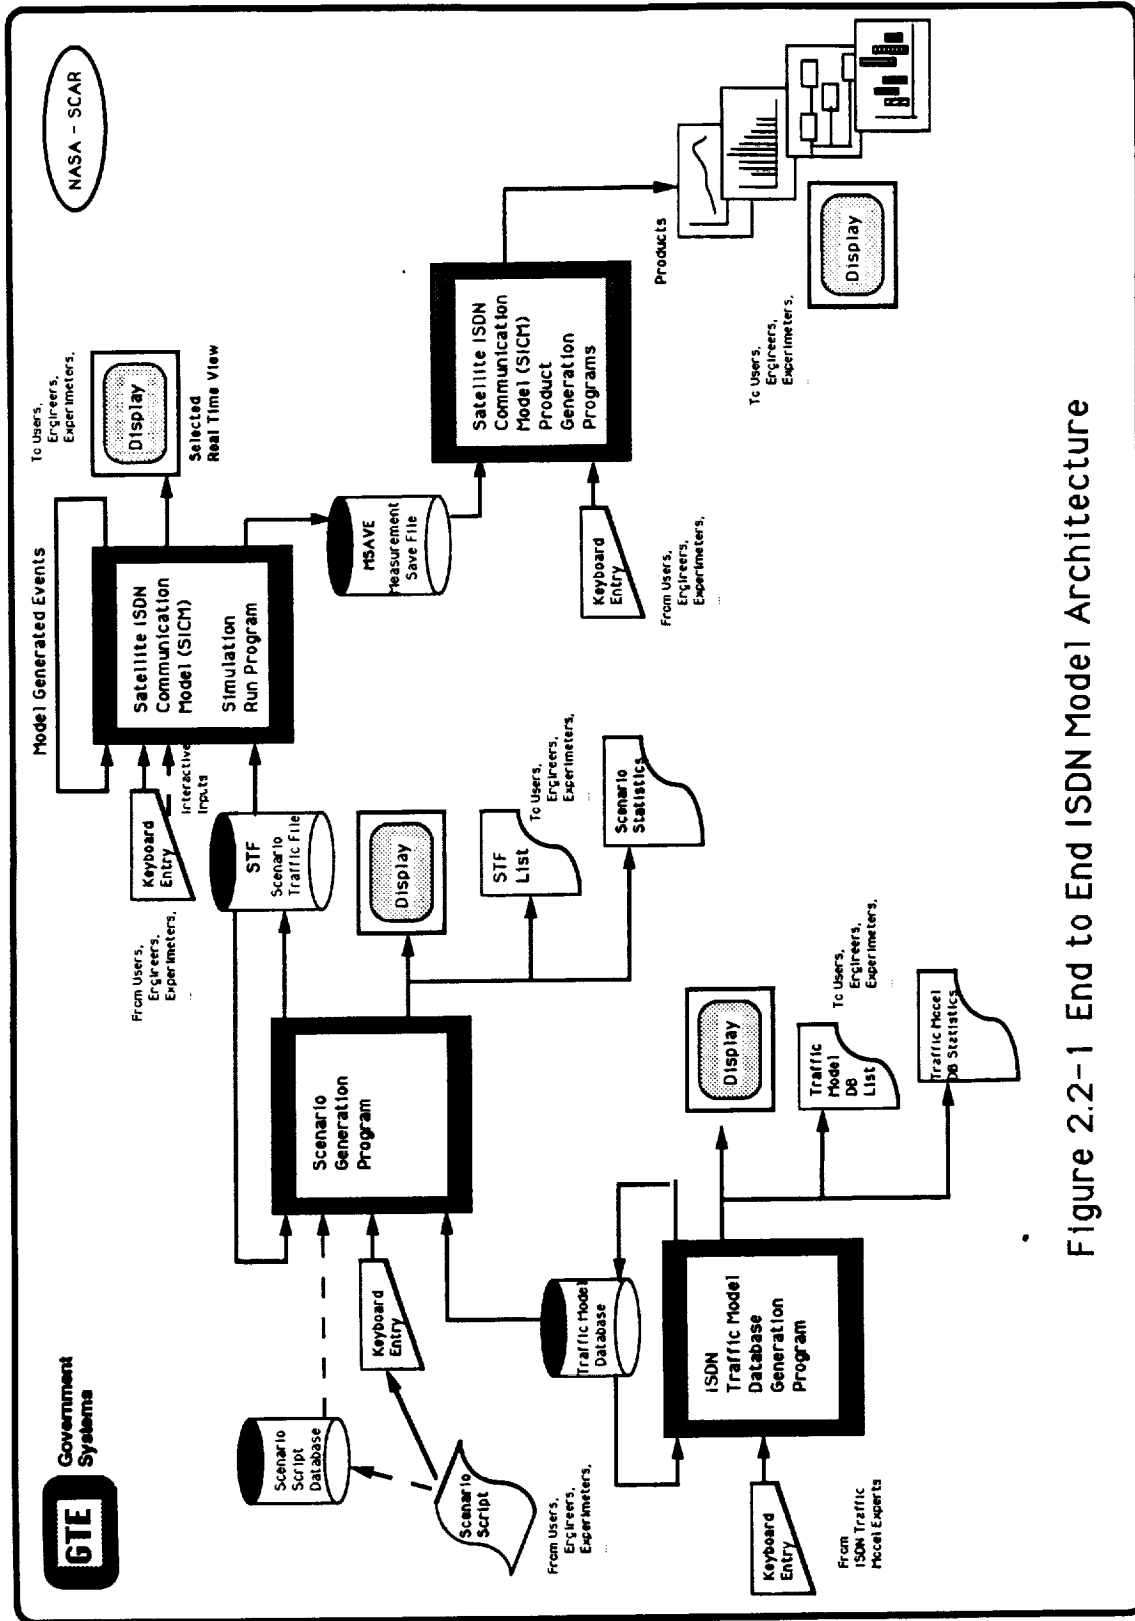 GTE
Government
Systems
NASA - SCAR
Model Generated Events
To Users,
Engineers,
Experimeters,
Display
Selected
Real Time View
Satellite ISDN
Communication
Model (SICM)
Simulation
Run Program
Keyboard
Entry
Interactive
Inputs
From Users,
Engineers,
Experimeters,
STF
Scenario
Traffic File
MSAVE
Measurement
Save File
Satellite ISDN
Communication
Model (SICM)
Product
Generation
Programs
Keyboard
Entry
From Users,
Engineers,
Experimeters,
Products
Display
To Users,
Engineers,
Experimeters,
Scenario
Script
Database
Scenario
Script
From Users,
Engineers,
Experimeters,
Keyboard
Entry
Scenario
Generation
Program
Display
STF
List
To Users,
Engineers,
Experimeters,
Scenario
Statistics
Traffic Model
Database
ISDN
Traffic Model
Database
Generation
Program
Keyboard
Entry
From
ISDN Traffic
Model Experts
Display
Traffic
Model
DB
List
To Users,
Engineers,
Experimeters,
Traffic Model
DB Statistics
Figure 2.2-1 End to End ISDN Model Architecture